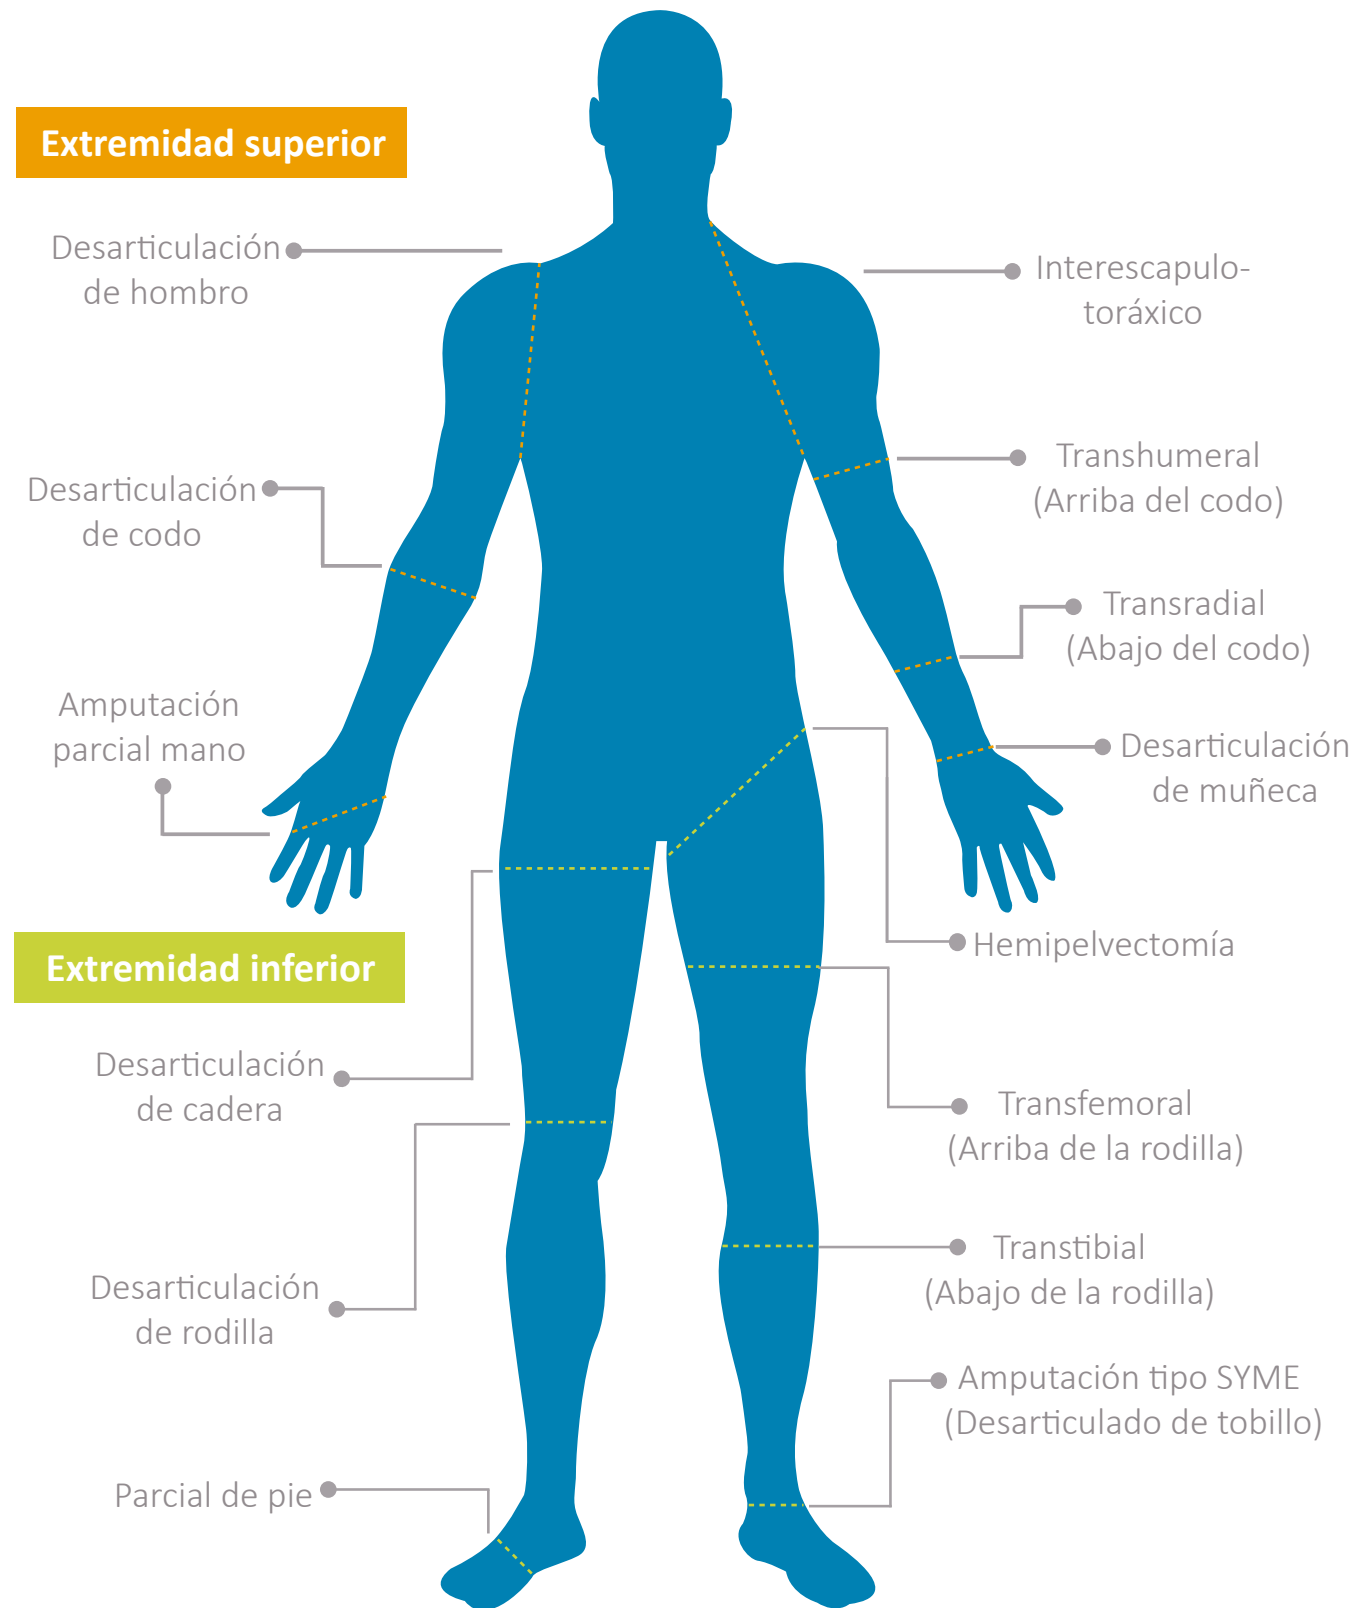 Extremidad superior
Desarticulación
de hombro
Interescapulo-
toráxico
Transhumeral
(Arriba del codo)
Desarticulación
de codo
Transradial
(Abajo del codo)
Amputación
parcial mano
Desarticulación
de muñeca
Hemipelvectomía
Extremidad inferior
Desarticulación
de cadera
Transfemoral
(Arriba de la rodilla)
Transtibial
(Abajo de la rodilla)
Desarticulación
de rodilla
Amputación tipo SYME
(Desarticulado de tobillo)
Parcial de pie